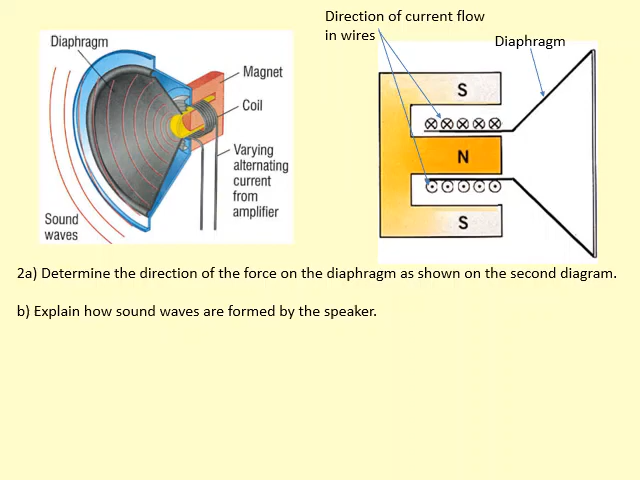 Direction of current flow
in wires
Diaphragm
Diaphragm
Magnet
Coil
Varying
alternating
current
from
amplifier
Sound
waves
S
N
S
2a) Determine the direction of the force on the diaphragm as shown on the second diagram.
b) Explain how sound waves are formed by the speaker.